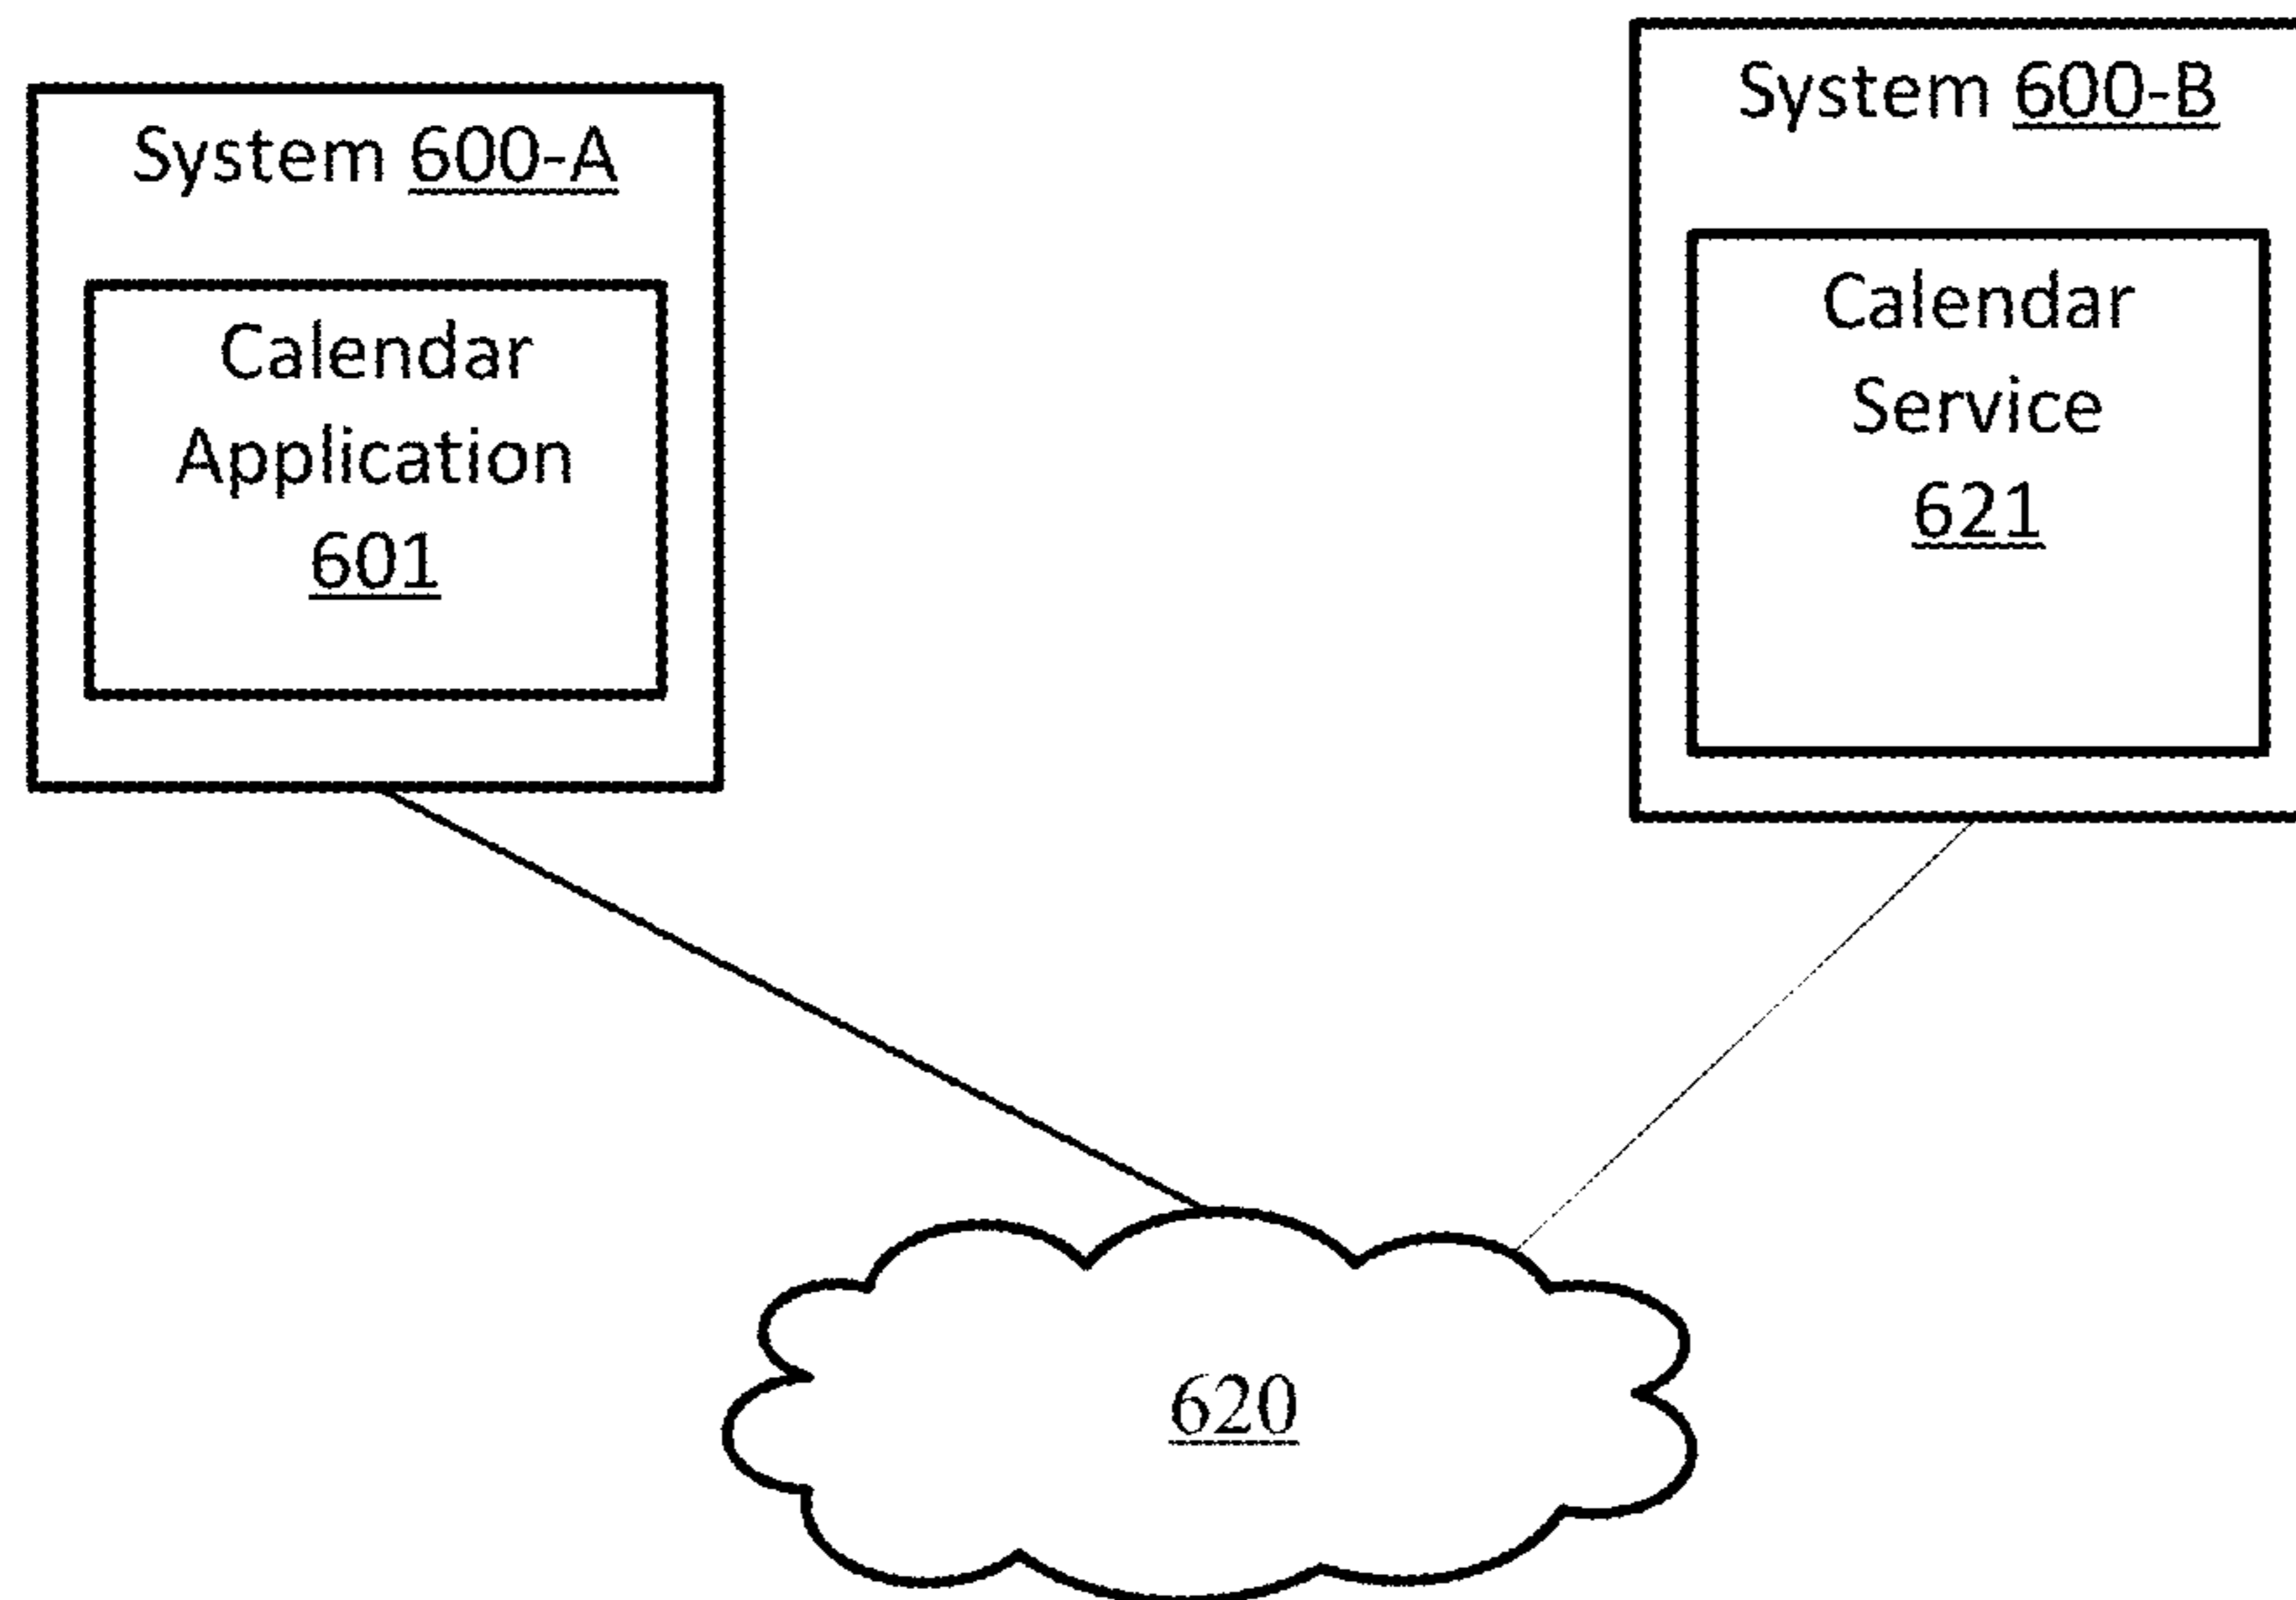 System 600-A
Calendar
Application
601
System 600-B
Calendar
Service
621
620